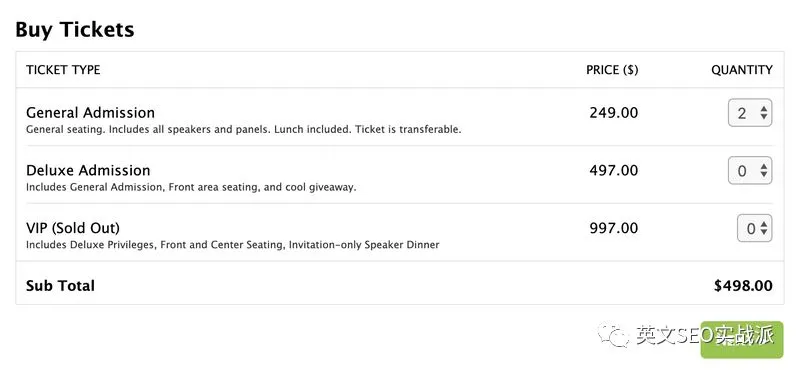 Buy Tickets
TICKET TYPE PRICE ($) QUANTITY
General Admission 249.00 2
General seating. Includes all speakers and panels. Lunch included. Ticket is transferable.
Deluxe Admission 497.00 0
Includes General Admission, Front area seating, and cool giveaway.
VIP (Sold Out) 997.00 0
Includes Deluxe Privileges, Front and Center Seating, Invitation-only Speaker Dinner
Sub Total $498.00
英文SEO实战派